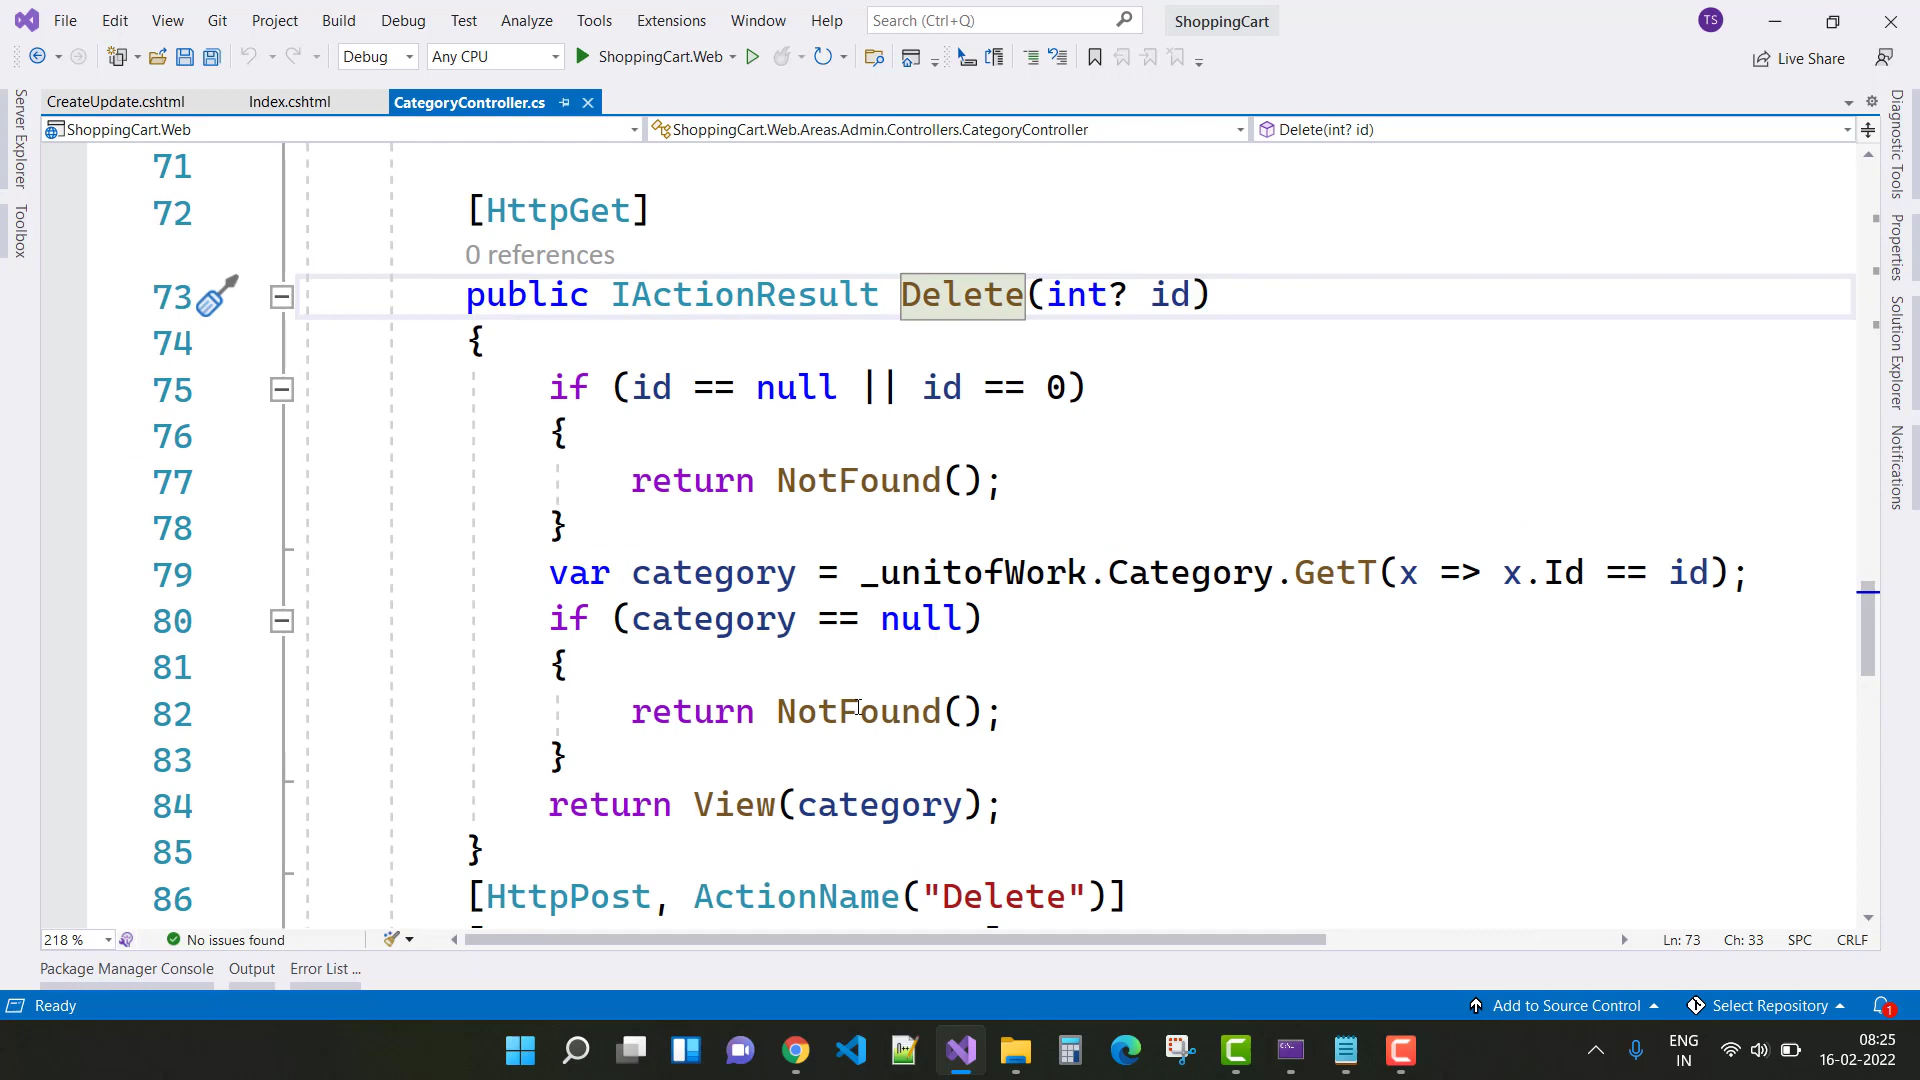 File Edit View Git Project Build Debug Test Analyze Tools Extensions Window Help Search (Ctrl+Q) ShoppingCart TS
Debug Any CPU ShoppingCart.Web Live Share
CreateUpdate.cshtml Index.cshtml CategoryController.cs
ShoppingCart.Web ShoppingCart.Web.Areas.Admin.Controllers.CategoryController Delete(int? id)
Server Explorer
Toolbox
71
72 [HttpGet]
0 references
73 public IActionResult Delete(int? id)
74 {
75 if (id == null || id == 0)
76 {
77 return NotFound();
78 }
79 var category = _unitofWork.Category.GetT(x => x.Id == id);
80 if (category == null)
81 {
82 return NotFound();
83 }
84 return View(category);
85 }
86 [HttpPost, ActionName("Delete")]
Diagnostic Tools
Properties
Solution Explorer
Notifications
218 % No issues found Ln: 73 Ch: 33 SPC CRLF
Package Manager Console Output Error List ...
Ready Add to Source Control Select Repository 1
ENG 08:25
IN 16-02-2022